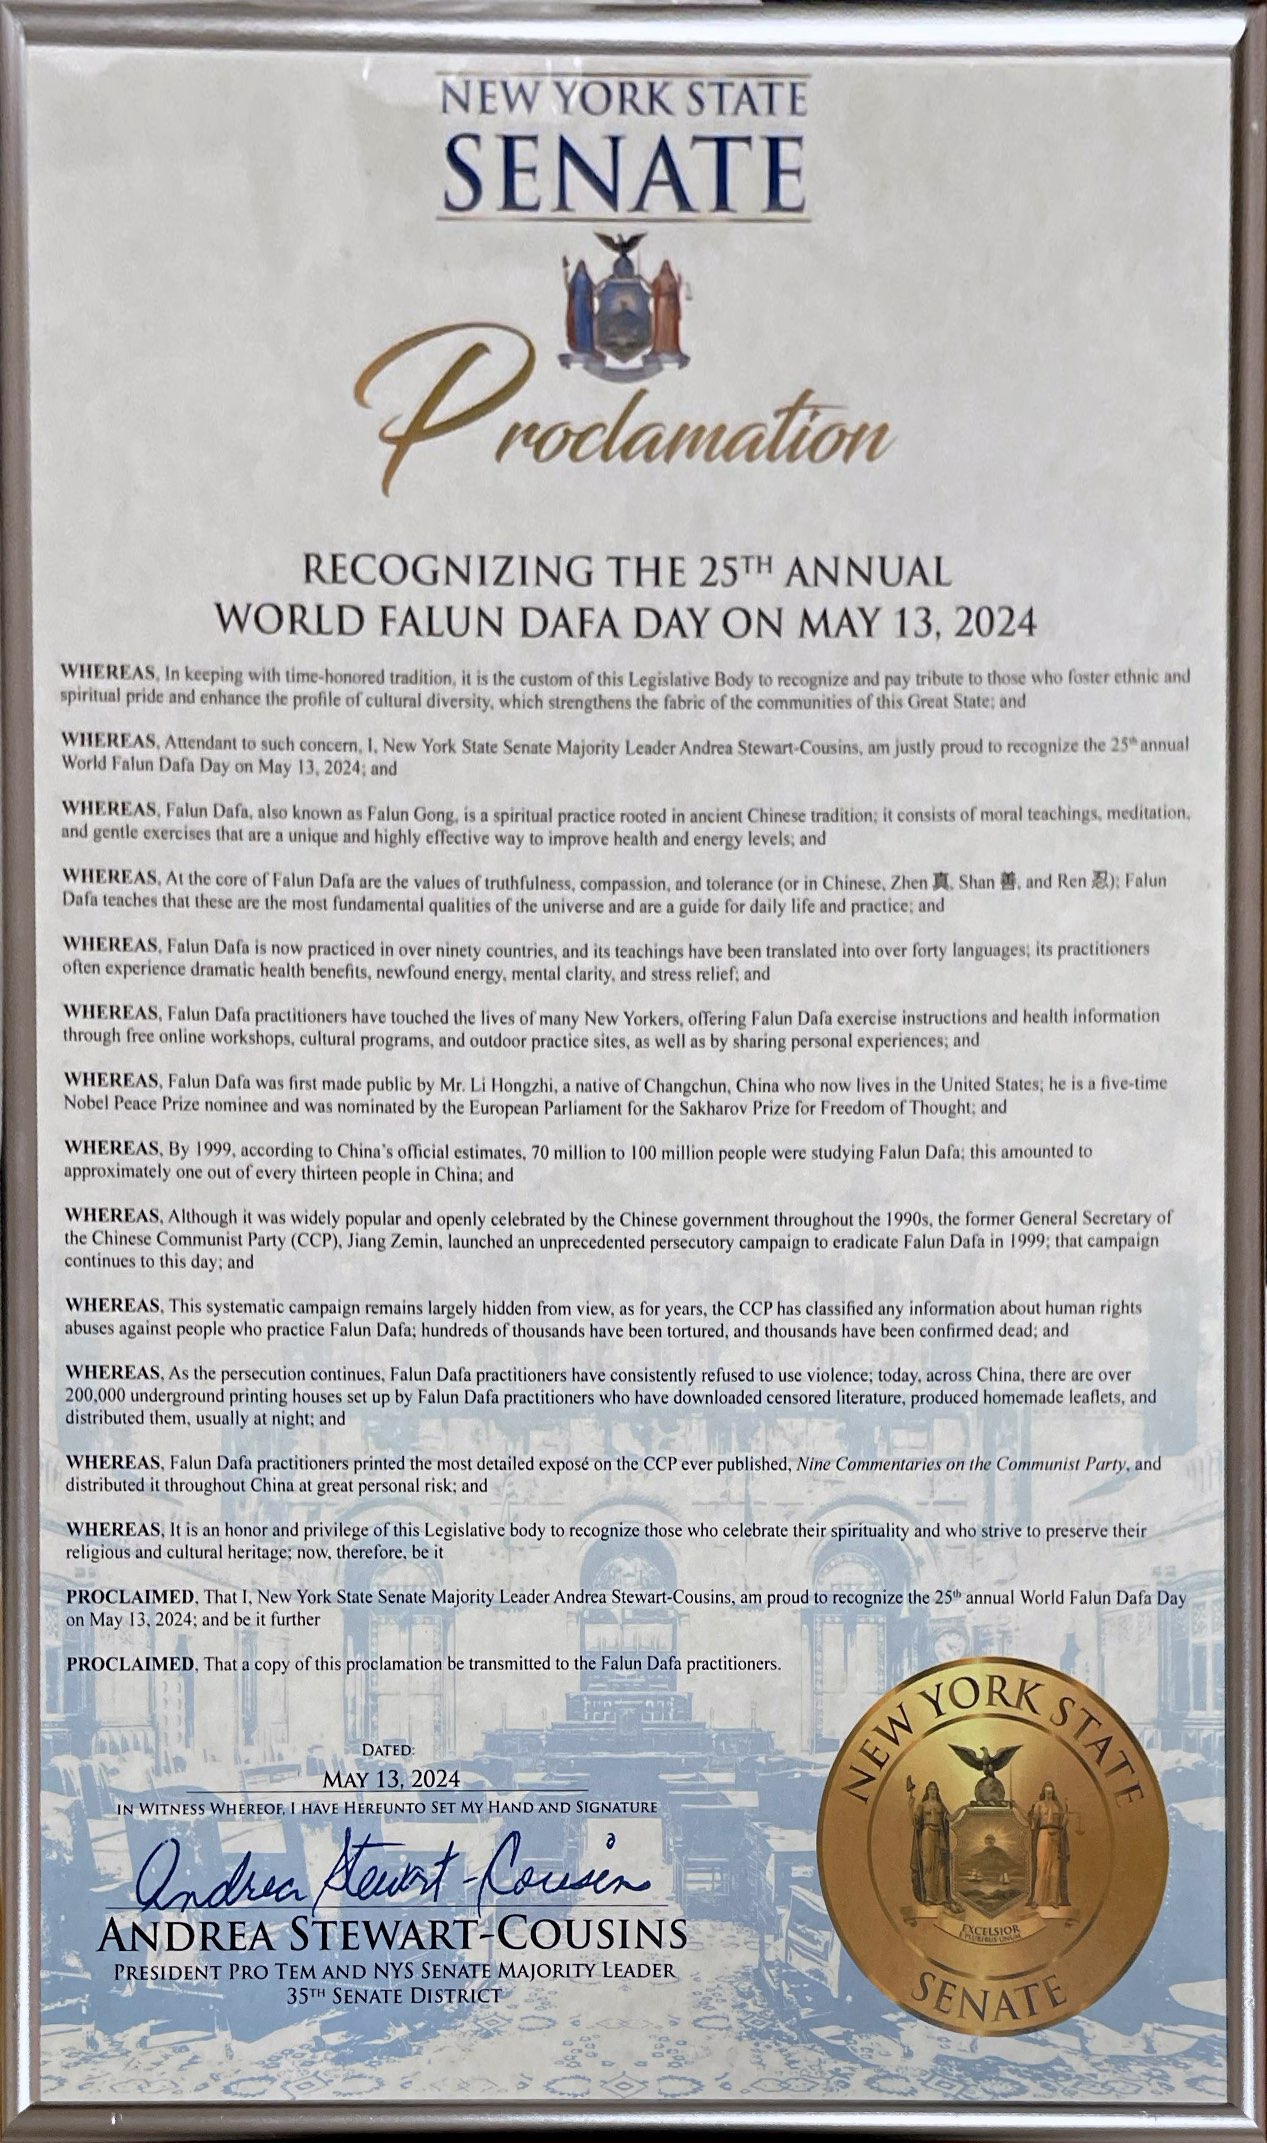 NEW YORK STATE
SENATE
Proclamation
RECOGNIZING THE 25TH ANNUAL
WORLD FALUN DAFA DAY ON MAY 13, 2024
WHEREAS, In keeping with time-honored tradition, it is the custom of this Legislative Body to recognize and pay tribute to those who foster ethnic and
spiritual pride and enhance the profile of cultural diversity, which strengthens the fabric of the communities of this Great State; and
WHEREAS, Attendant to such concern, I, New York State Senate Majority Leader Andrea Stewart-Cousins, am justly proud to recognize the 25th annual
World Falun Dafa Day on May 13, 2024; and
WHEREAS, Falun Dafa, also known as Falun Gong, is a spiritual practice rooted in ancient Chinese tradition; it consists of moral teachings, meditation,
and gentle exercises that are a unique and highly effective way to improve health and energy levels; and
WHEREAS, At the core of Falun Dafa are the values of truthfulness, compassion, and tolerance (or in Chinese, Zhen 真, Shan 善, and Ren 忍); Falun
Dafa teaches that these are the most fundamental qualities of the universe and are a guide for daily life and practice; and
WHEREAS, Falun Dafa is now practiced in over ninety countries, and its teachings have been translated into over forty languages; its practitioners
often experience dramatic health benefits, newfound energy, mental clarity, and stress relief; and
WHEREAS, Falun Dafa practitioners have touched the lives of many New Yorkers, offering Falun Dafa exercise instructions and health information
through free online workshops, cultural programs, and outdoor practice sites, as well as by sharing personal experiences; and
WHEREAS, Falun Dafa was first made public by Mr. Li Hongzhi, a native of Changchun, China who now lives in the United States; he is a five-time
Nobel Peace Prize nominee and was nominated by the European Parliament for the Sakharov Prize for Freedom of Thought; and
WHEREAS, By 1999, according to China's official estimates, 70 million to 100 million people were studying Falun Dafa; this amounted to
approximately one out of every thirteen people in China; and
WHEREAS, Although it was widely popular and openly celebrated by the Chinese government throughout the 1990s, the former General Secretary of
the Chinese Communist Party (CCP), Jiang Zemin, launched an unprecedented persecutory campaign to eradicate Falun Dafa in 1999; that campaign
continues to this day; and
WHEREAS, This systematic campaign remains largely hidden from view, as for years, the CCP has classified any information about human rights
abuses against people who practice Falun Dafa; hundreds of thousands have been tortured, and thousands have been confirmed dead; and
WHEREAS, As the persecution continues, Falun Dafa practitioners have consistently refused to use violence; today, across China, there are over
200,000 underground printing houses set up by Falun Dafa practitioners who have downloaded censored literature, produced homemade leaflets, and
distributed them, usually at night; and
WHEREAS, Falun Dafa practitioners printed the most detailed exposé on the CCP ever published, Nine Commentaries on the Communist Party, and
distributed it throughout China at great personal risk; and
WHEREAS, It is an honor and privilege of this Legislative body to recognize those who celebrate their spirituality and who strive to preserve their
religious and cultural heritage; now, therefore, be it
PROCLAIMED, That I, New York State Senate Majority Leader Andrea Stewart-Cousins, am proud to recognize the 25th annual World Falun Dafa Day
on May 13, 2024; and be it further
PROCLAIMED, That a copy of this proclamation be transmitted to the Falun Dafa practitioners.
DATED:
MAY 13, 2024
IN WITNESS WHEREOF, I HAVE HEREUNTO SET MY HAND AND SIGNATURE
Andrea Stewart-Cousins
ANDREA STEWART-COUSINS
PRESIDENT PRO TEM AND NYS SENATE MAJORITY LEADER
35TH SENATE DISTRICT
NEW YORK STATE
EXCELSIOR
E PLURIBUS UNUM
SENATE